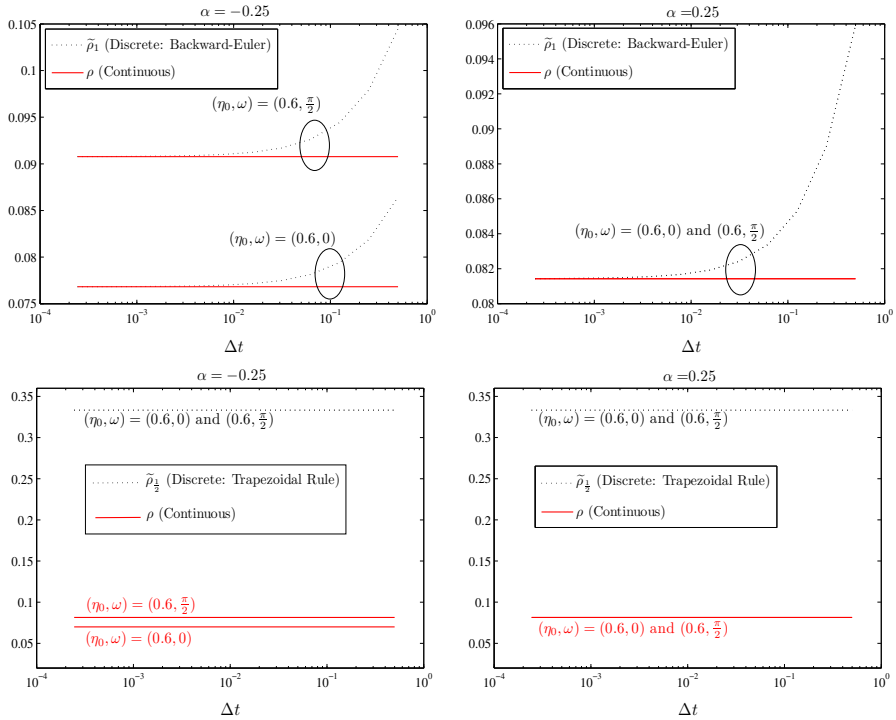 α = −0.25
ρ̃₁ (Discrete: Backward-Euler)
ρ (Continuous)
(η₀, ω) = (0.6, π/2)
(η₀, ω) = (0.6, 0)
0.105
0.1
0.095
0.09
0.085
0.08
0.075
10⁻⁴ 10⁻³ 10⁻² 10⁻¹ 10⁰
Δt
α =0.25
ρ̃₁ (Discrete: Backward-Euler)
ρ (Continuous)
(η₀, ω) = (0.6, 0) and (0.6, π/2)
0.096
0.094
0.092
0.09
0.088
0.086
0.084
0.082
0.08
10⁻⁴ 10⁻³ 10⁻² 10⁻¹ 10⁰
Δt
α = −0.25
(η₀, ω) = (0.6, 0) and (0.6, π/2)
ρ̃_{1/2} (Discrete: Trapezoidal Rule)
ρ (Continuous)
(η₀, ω) = (0.6, π/2)
(η₀, ω) = (0.6, 0)
0.35
0.3
0.25
0.2
0.15
0.1
0.05
10⁻⁴ 10⁻³ 10⁻² 10⁻¹ 10⁰
Δt
α =0.25
(η₀, ω) = (0.6, 0) and (0.6, π/2)
ρ̃_{1/2} (Discrete: Trapezoidal Rule)
ρ (Continuous)
(η₀, ω) = (0.6, 0) and (0.6, π/2)
0.35
0.3
0.25
0.2
0.15
0.1
0.05
10⁻⁴ 10⁻³ 10⁻² 10⁻¹ 10⁰
Δt